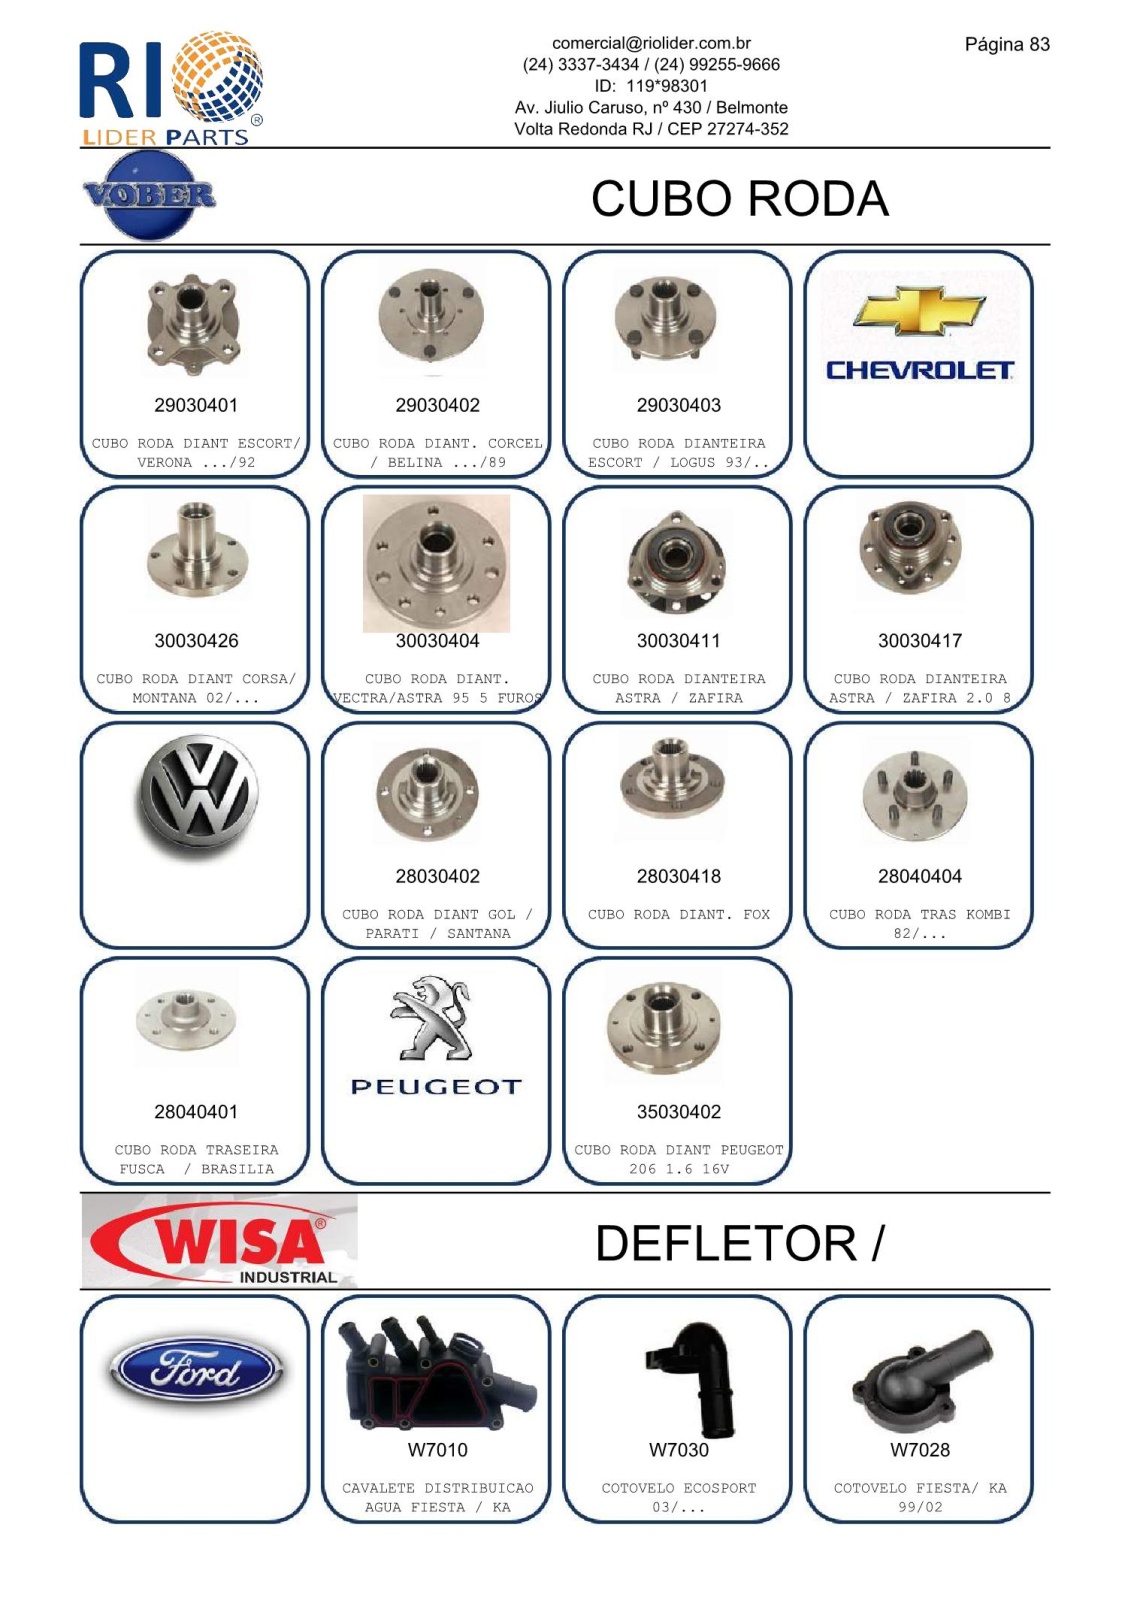 RIO
LIDER PARTS
®
comercial@riolider.com.br
(24) 3337-3434 / (24) 99255-9666
ID: 119*98301
Av. Jiulio Caruso, nº 430 / Belmonte
Volta Redonda RJ / CEP 27274-352
Página 83
VOBER
CUBO RODA
29030401
CUBO RODA DIANT ESCORT/
VERONA .../92
29030402
CUBO RODA DIANT. CORCEL
/ BELINA .../89
29030403
CUBO RODA DIANTEIRA
ESCORT / LOGUS 93/..
CHEVROLET
30030426
CUBO RODA DIANT CORSA/
MONTANA 02/...
30030404
CUBO RODA DIANT.
VECTRA/ASTRA 95 5 FUROS
30030411
CUBO RODA DIANTEIRA
ASTRA / ZAFIRA
30030417
CUBO RODA DIANTEIRA
ASTRA / ZAFIRA 2.0 8
VW
28030402
CUBO RODA DIANT GOL /
PARATI / SANTANA
28030418
CUBO RODA DIANT. FOX
28040404
CUBO RODA TRAS KOMBI
82/...
28040401
CUBO RODA TRASEIRA
FUSCA / BRASILIA
PEUGEOT
35030402
CUBO RODA DIANT PEUGEOT
206 1.6 16V
WISA®
INDUSTRIAL
DEFLETOR /
Ford
W7010
CAVALETE DISTRIBUICAO
AGUA FIESTA / KA
W7030
COTOVELO ECOSPORT
03/...
W7028
COTOVELO FIESTA/ KA
99/02